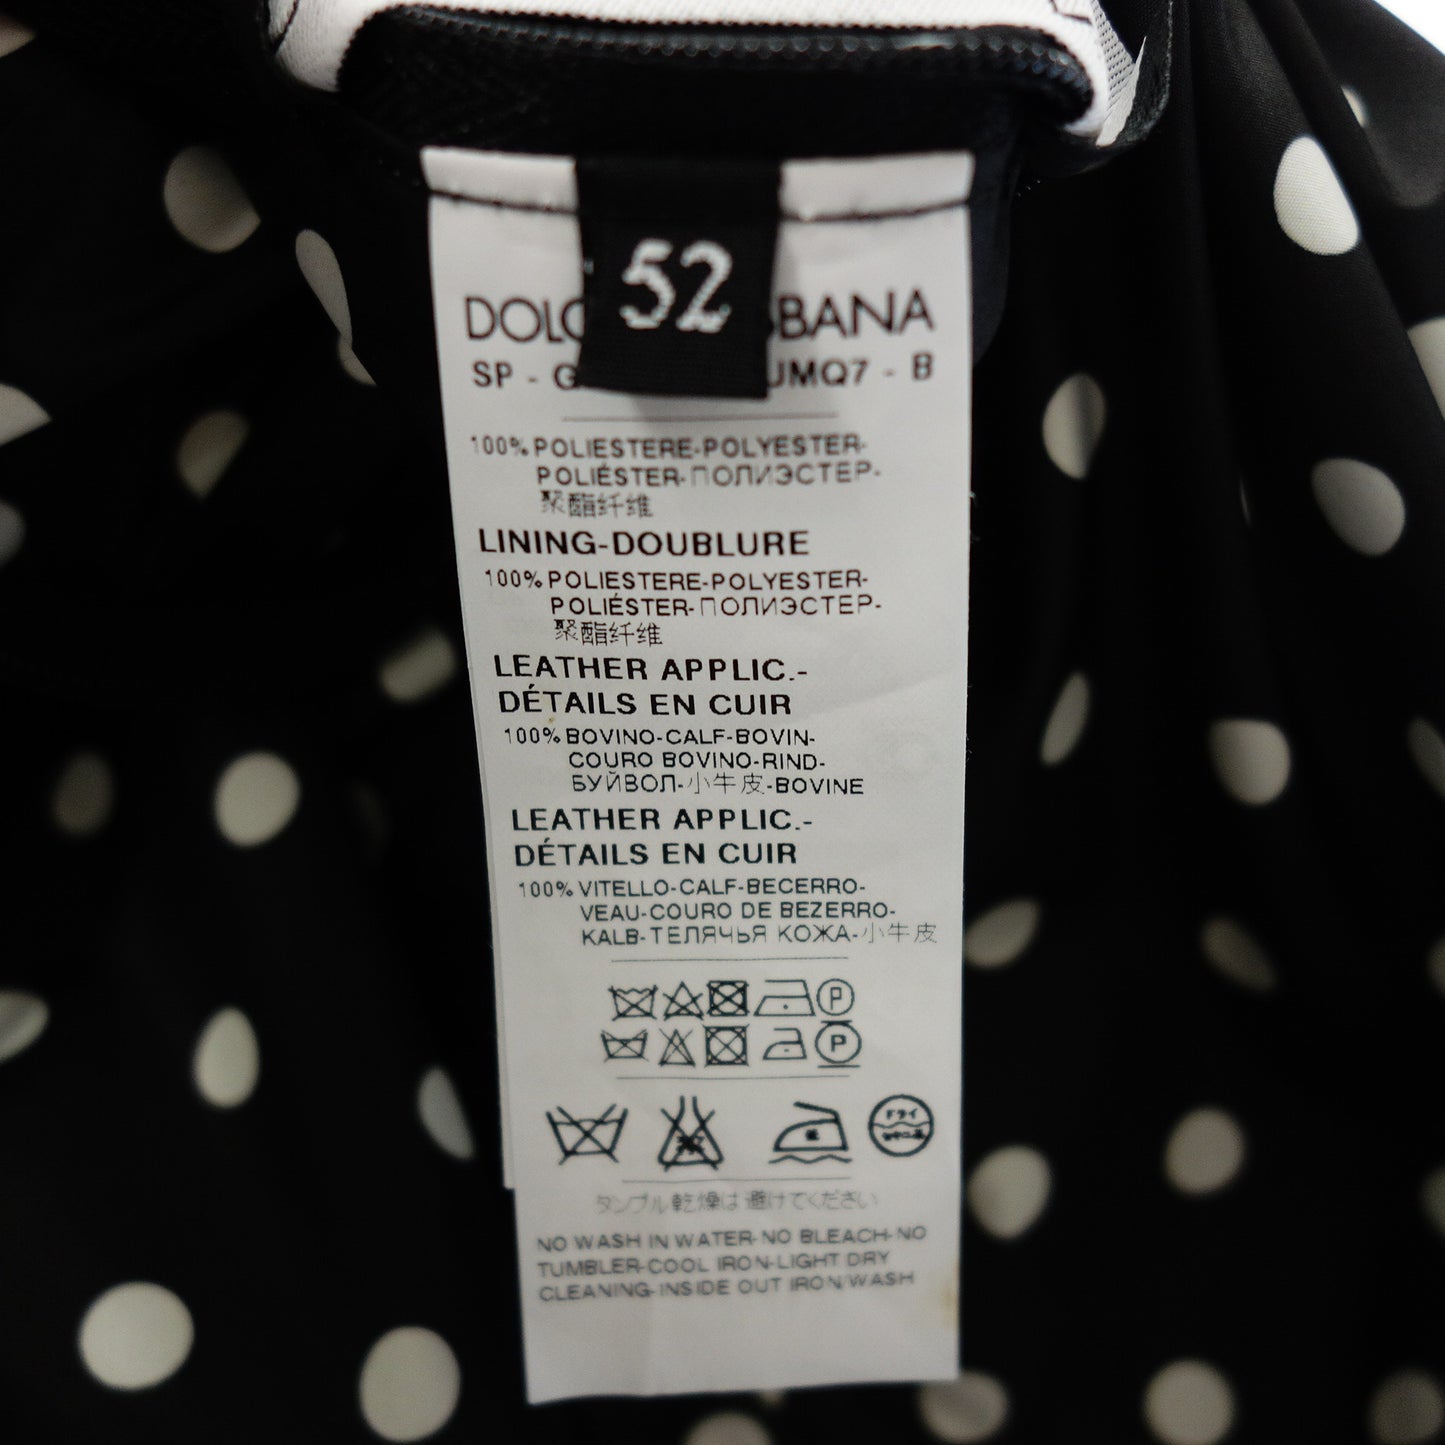 52
BANA
SP - G UMQ7 - B
100% POLIESTERE-POLYESTER-
POLIÉSTER-ПОЛИЭСТЕР-
聚酯纤维
LINING-DOUBLURE
100% POLIESTERE-POLYESTER-
POLIÉSTER-ПОЛИЭСТЕР-
聚酯纤维
LEATHER APPLIC.-
DÉTAILS EN CUIR
100% BOVINO-CALF-BOVIN-
COURO BOVINO-RIND-
БУЙВОЛ-小牛皮-BOVINE
LEATHER APPLIC.-
DÉTAILS EN CUIR
100% VITELLO-CALF-BECERRO-
VEAU-COURO DE BEZERRO-
KALB-ТЕЛЯЧЬЯ КОЖА-小牛皮
P
P
ドライ
タンブル乾燥は避けてください
NO WASH IN WATER-NO BLEACH-NO
TUMBLER-COOL IRON-LIGHT DRY
CLEANING-INSIDE OUT IRON/WASH